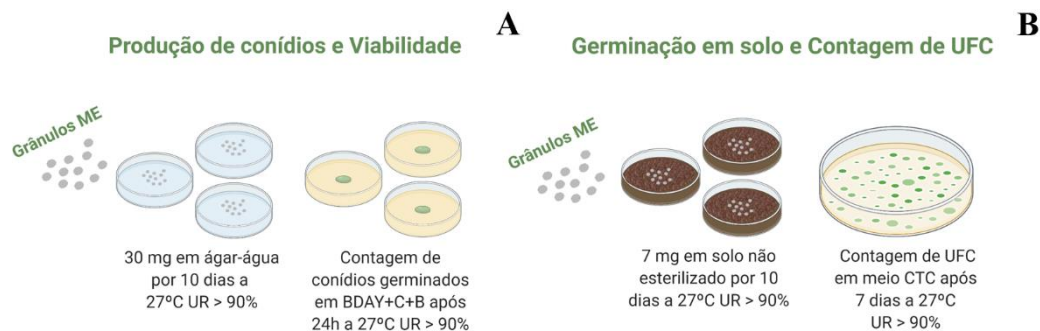 A
Produção de conídios e Viabilidade
Grânulos ME
30 mg em ágar-água
por 10 dias a
27ºC UR > 90%
Contagem de
conídios germinados
em BDAY+C+B após
24h a 27ºC UR > 90%
B
Germinação em solo e Contagem de UFC
Grânulos ME
7 mg em solo não
esterilizado por 10
dias a 27ºC UR > 90%
Contagem de UFC
em meio CTC após
7 dias a 27ºC
UR > 90%